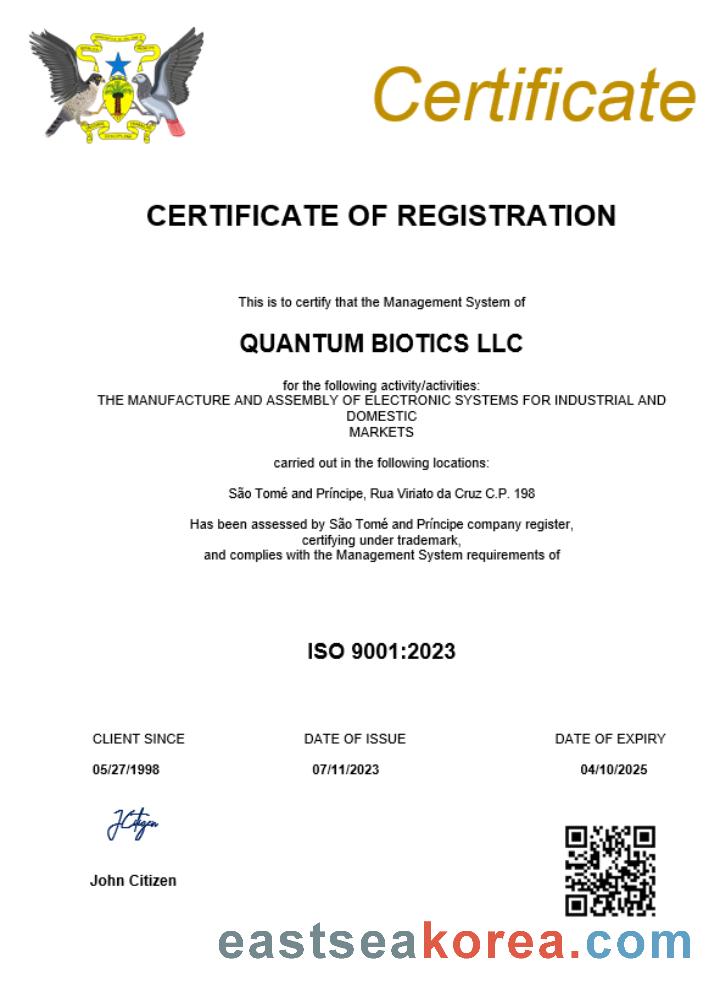 Certificate
CERTIFICATE OF REGISTRATION
This is to certify that the Management System of
QUANTUM BIOTICS LLC
for the following activity/activities:
THE MANUFACTURE AND ASSEMBLY OF ELECTRONIC SYSTEMS FOR INDUSTRIAL AND
DOMESTIC
MARKETS
carried out in the following locations:
São Tomé and Príncipe, Rua Viriato da Cruz C.P. 198
Has been assessed by São Tomé and Príncipe company register,
certifying under trademark,
and complies with the Management System requirements of
ISO 9001:2023
CLIENT SINCE DATE OF ISSUE DATE OF EXPIRY
05/27/1998 07/11/2023 04/10/2025
JCitizen
John Citizen
eastseakorea.com